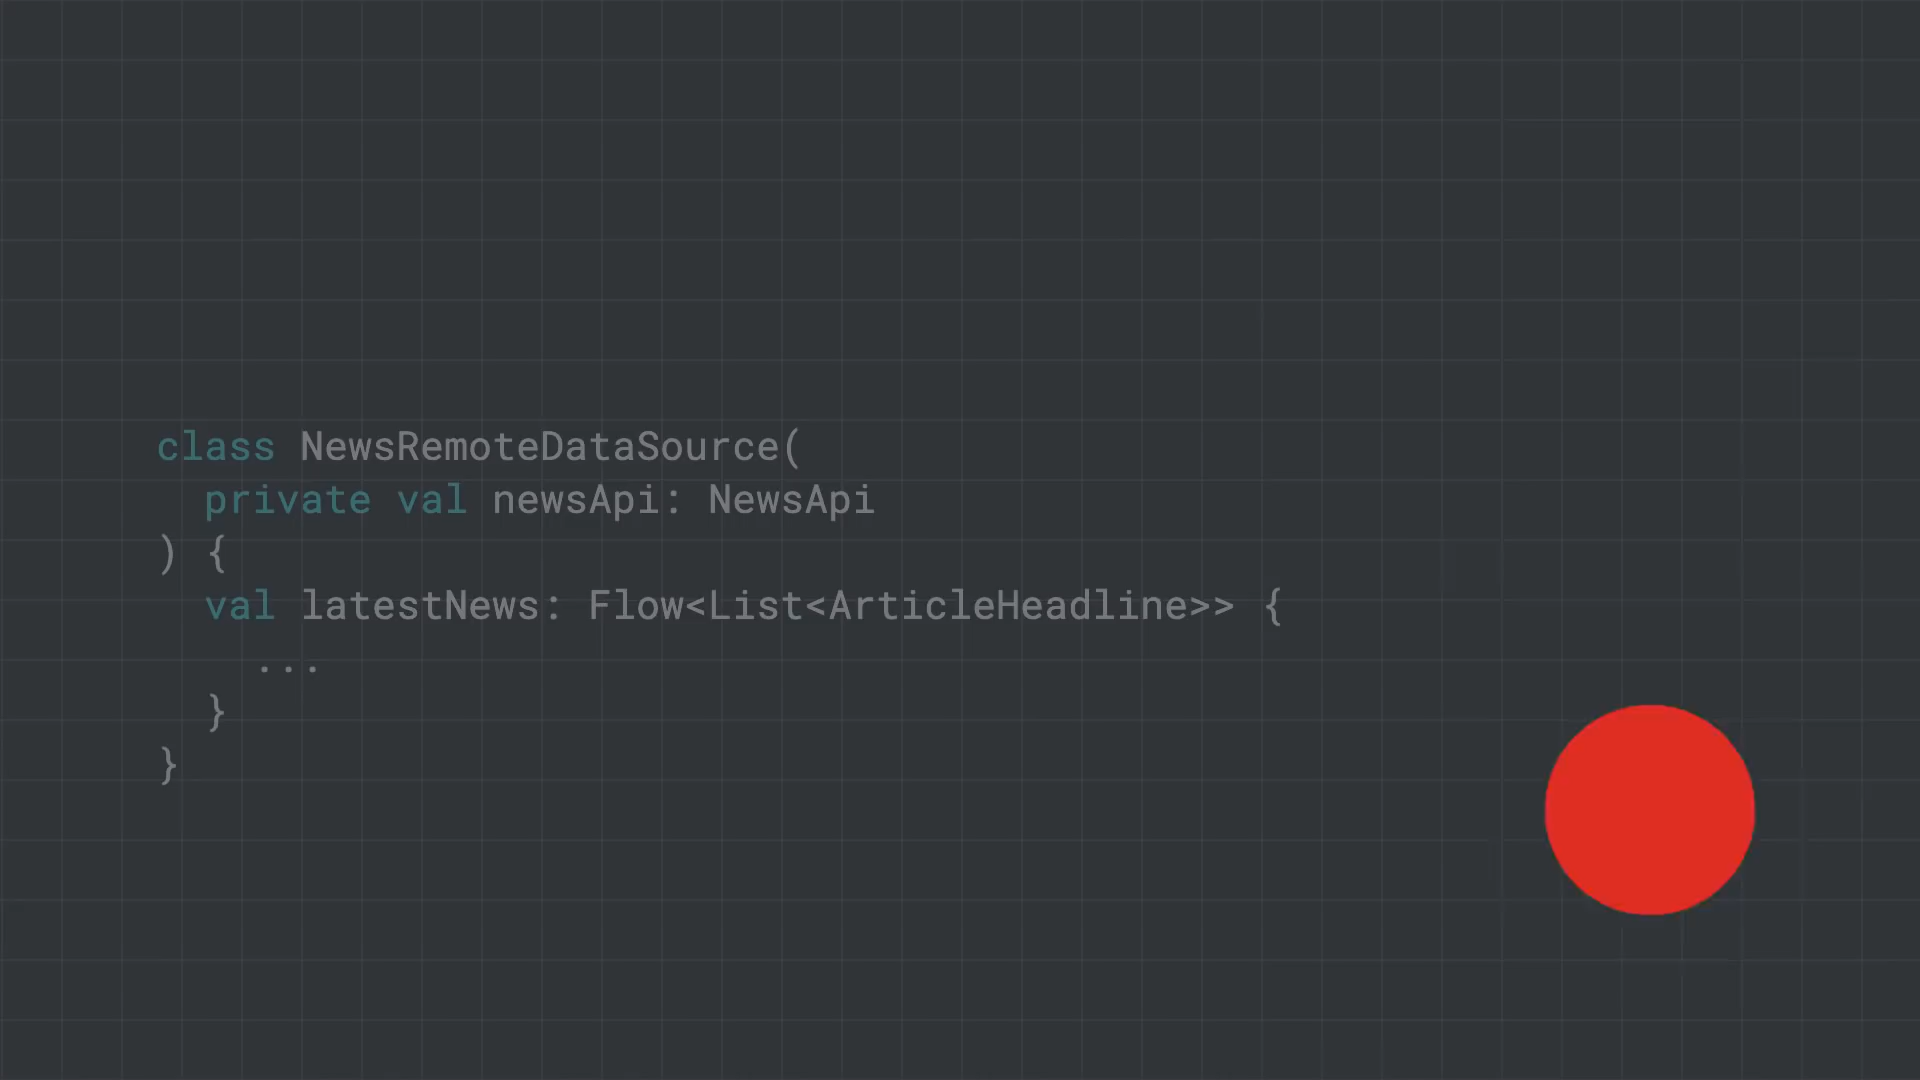 class NewsRemoteDataSource(
  private val newsApi: NewsApi
) {
  val latestNews: Flow<List<ArticleHeadline>> {
    ...
  }
}